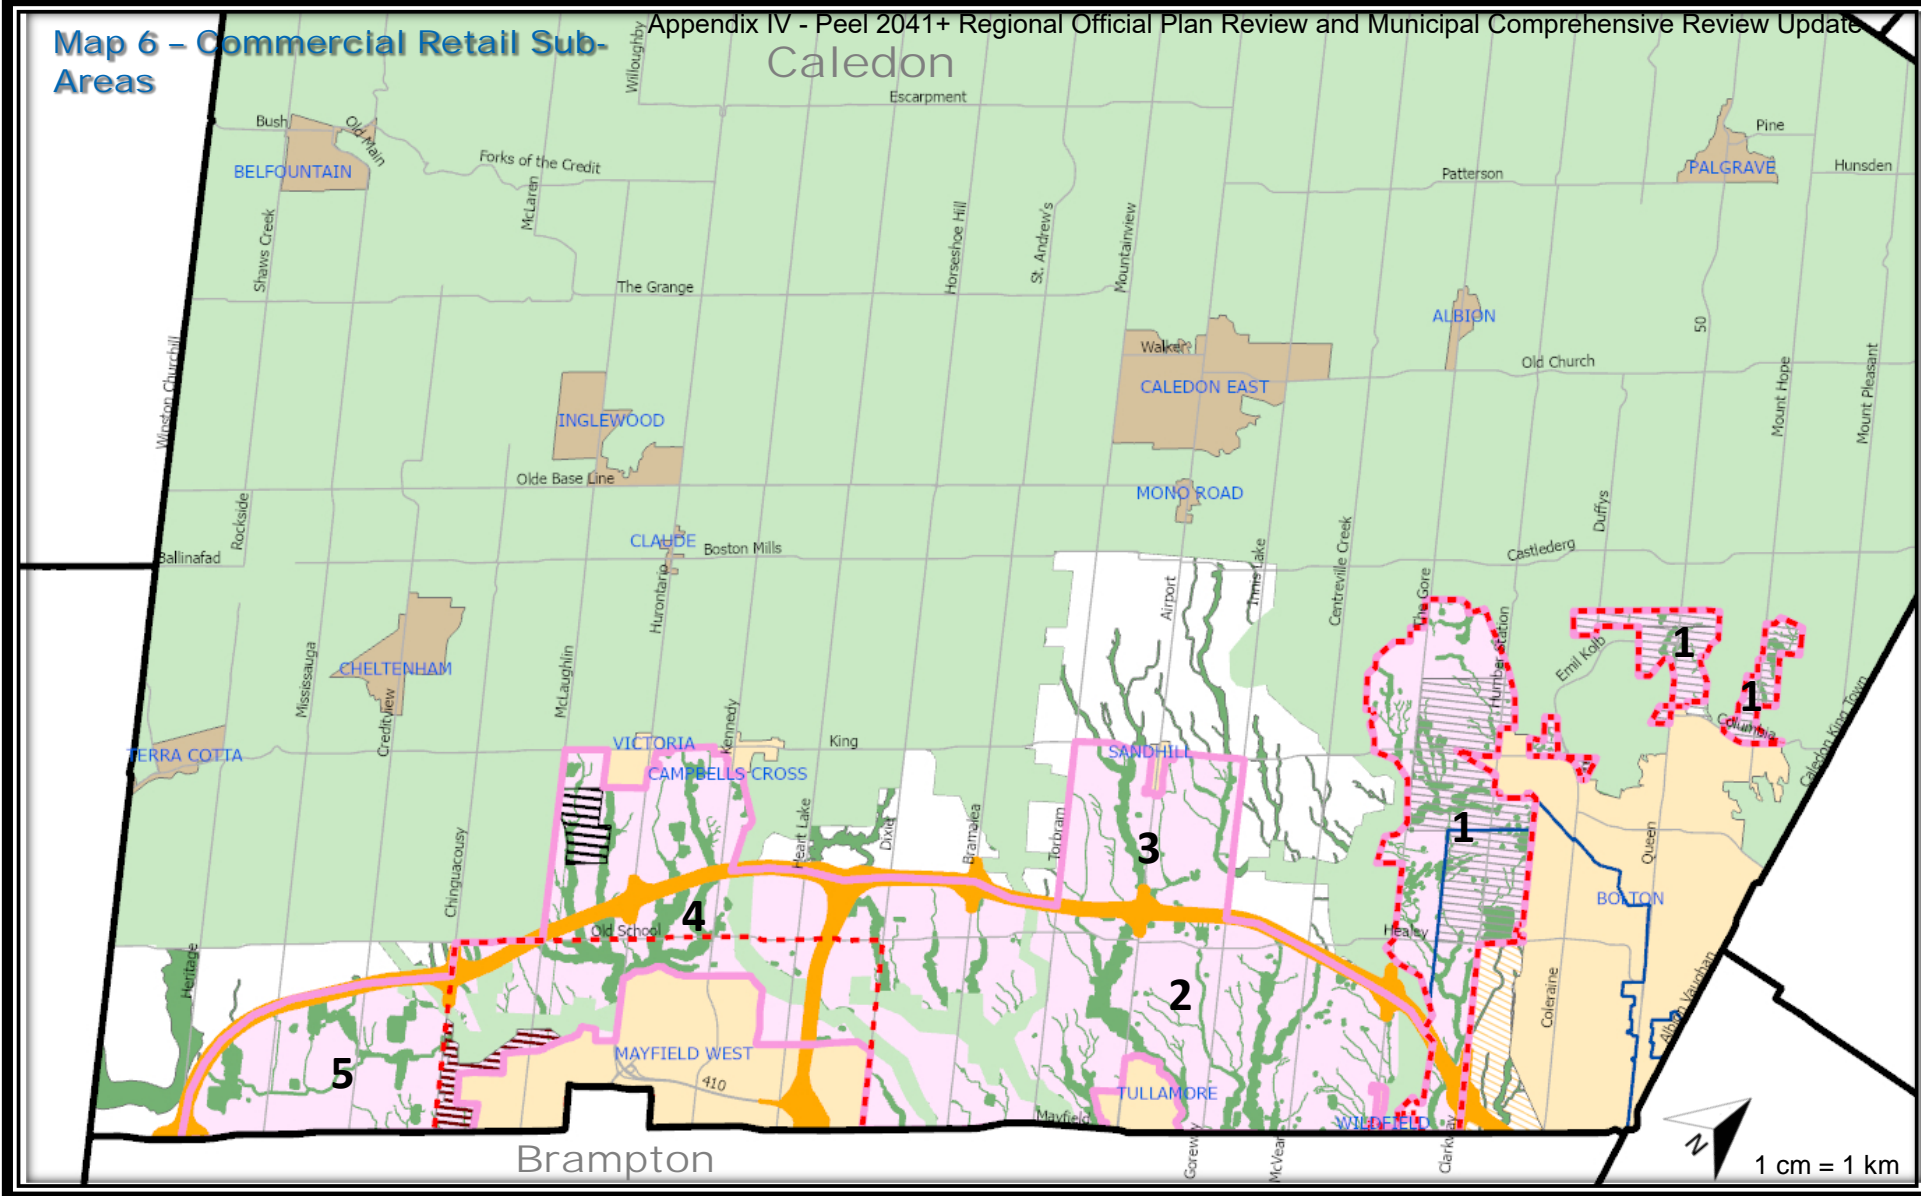 Appendix IV - Peel 2041+ Regional Official Plan Review and Municipal Comprehensive Review Update
Map 6 – Commercial Retail Sub-
Areas
Caledon
Willoughby
Escarpment
Bush
Old Main
BELFOUNTAIN
Forks of the Credit
McLaren
Shaws Creek
Horseshoe Hill
St. Andrew's
Mountainview
Patterson
Pine
PALGRAVE
Hunsden
The Grange
ALBION
50
Winston Churchill
Walker
CALEDON EAST
Old Church
Mount Hope
Mount Pleasant
INGLEWOOD
Olde Base Line
MONO ROAD
Rockside
Duffys
CLAUDE
Boston Mills
Ballinafad
Castlederg
Hurontario
Airport
Innis Lake
Centreville Creek
The Gore
Humber Station
Emil Kolb
1
1
Columbia
Caledon King Town
CHELTENHAM
Mississauga
Creditview
McLaughlin
Kennedy
TERRA COTTA
VICTORIA
King
CAMPBELLS CROSS
SANDHILL
Heart Lake
Dixie
Bramalea
Torbram
3
1
Queen
Chinguacousy
BOLTON
4
Old School
Healey
Heritage
Coleraine
Albion Vaughan
2
5
MAYFIELD WEST
410
TULLAMORE
Mayfield
WILDFIELD
Goreway
McVean
Clarkway
Brampton
N
1 cm = 1 km